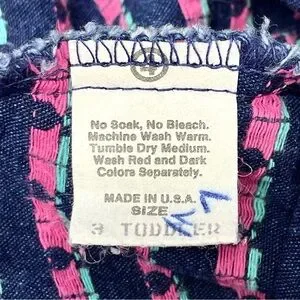 No Soak, No Bleach.
Machine Wash Warm.
Tumble Dry Medium.
Wash Red and Dark
Colors Separately.
MADE IN U.S.A.
SIZE
3 TODDLER